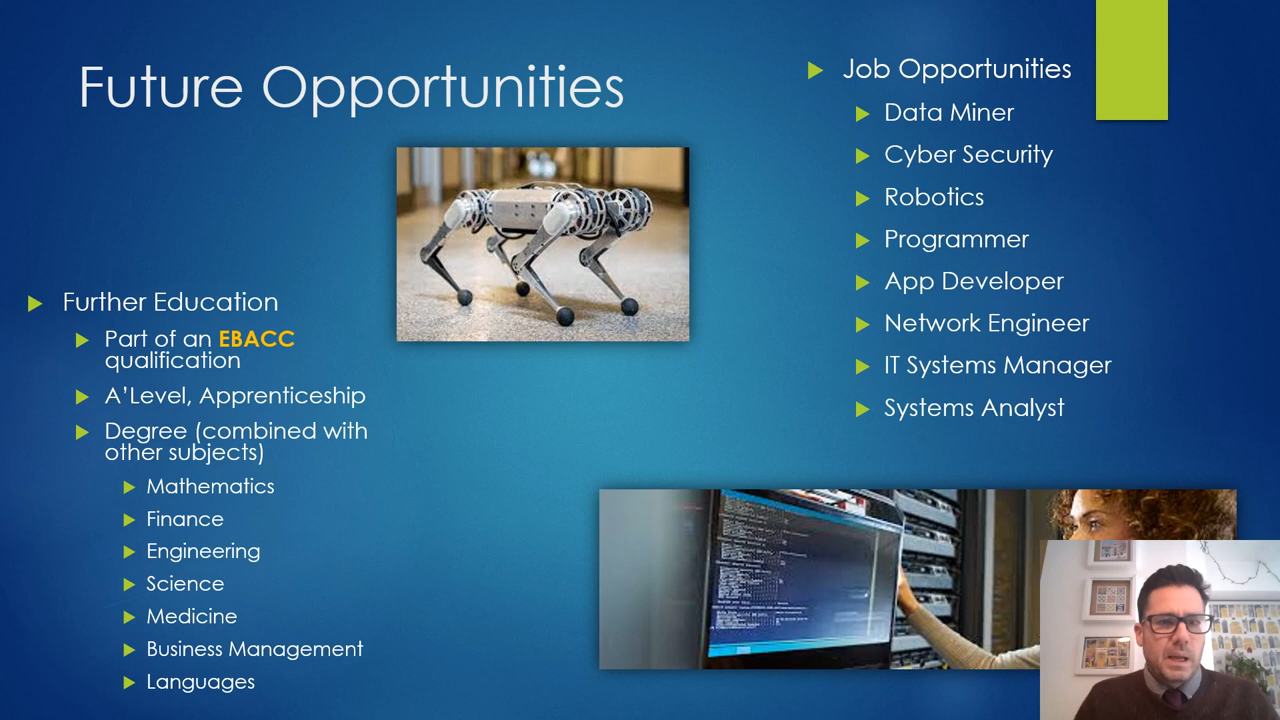 Future Opportunities
Further Education
Part of an EBACC
qualification
A'Level, Apprenticeship
Degree (combined with
other subjects)
Mathematics
Finance
Engineering
Science
Medicine
Business Management
Languages
Job Opportunities
Data Miner
Cyber Security
Robotics
Programmer
App Developer
Network Engineer
IT Systems Manager
Systems Analyst